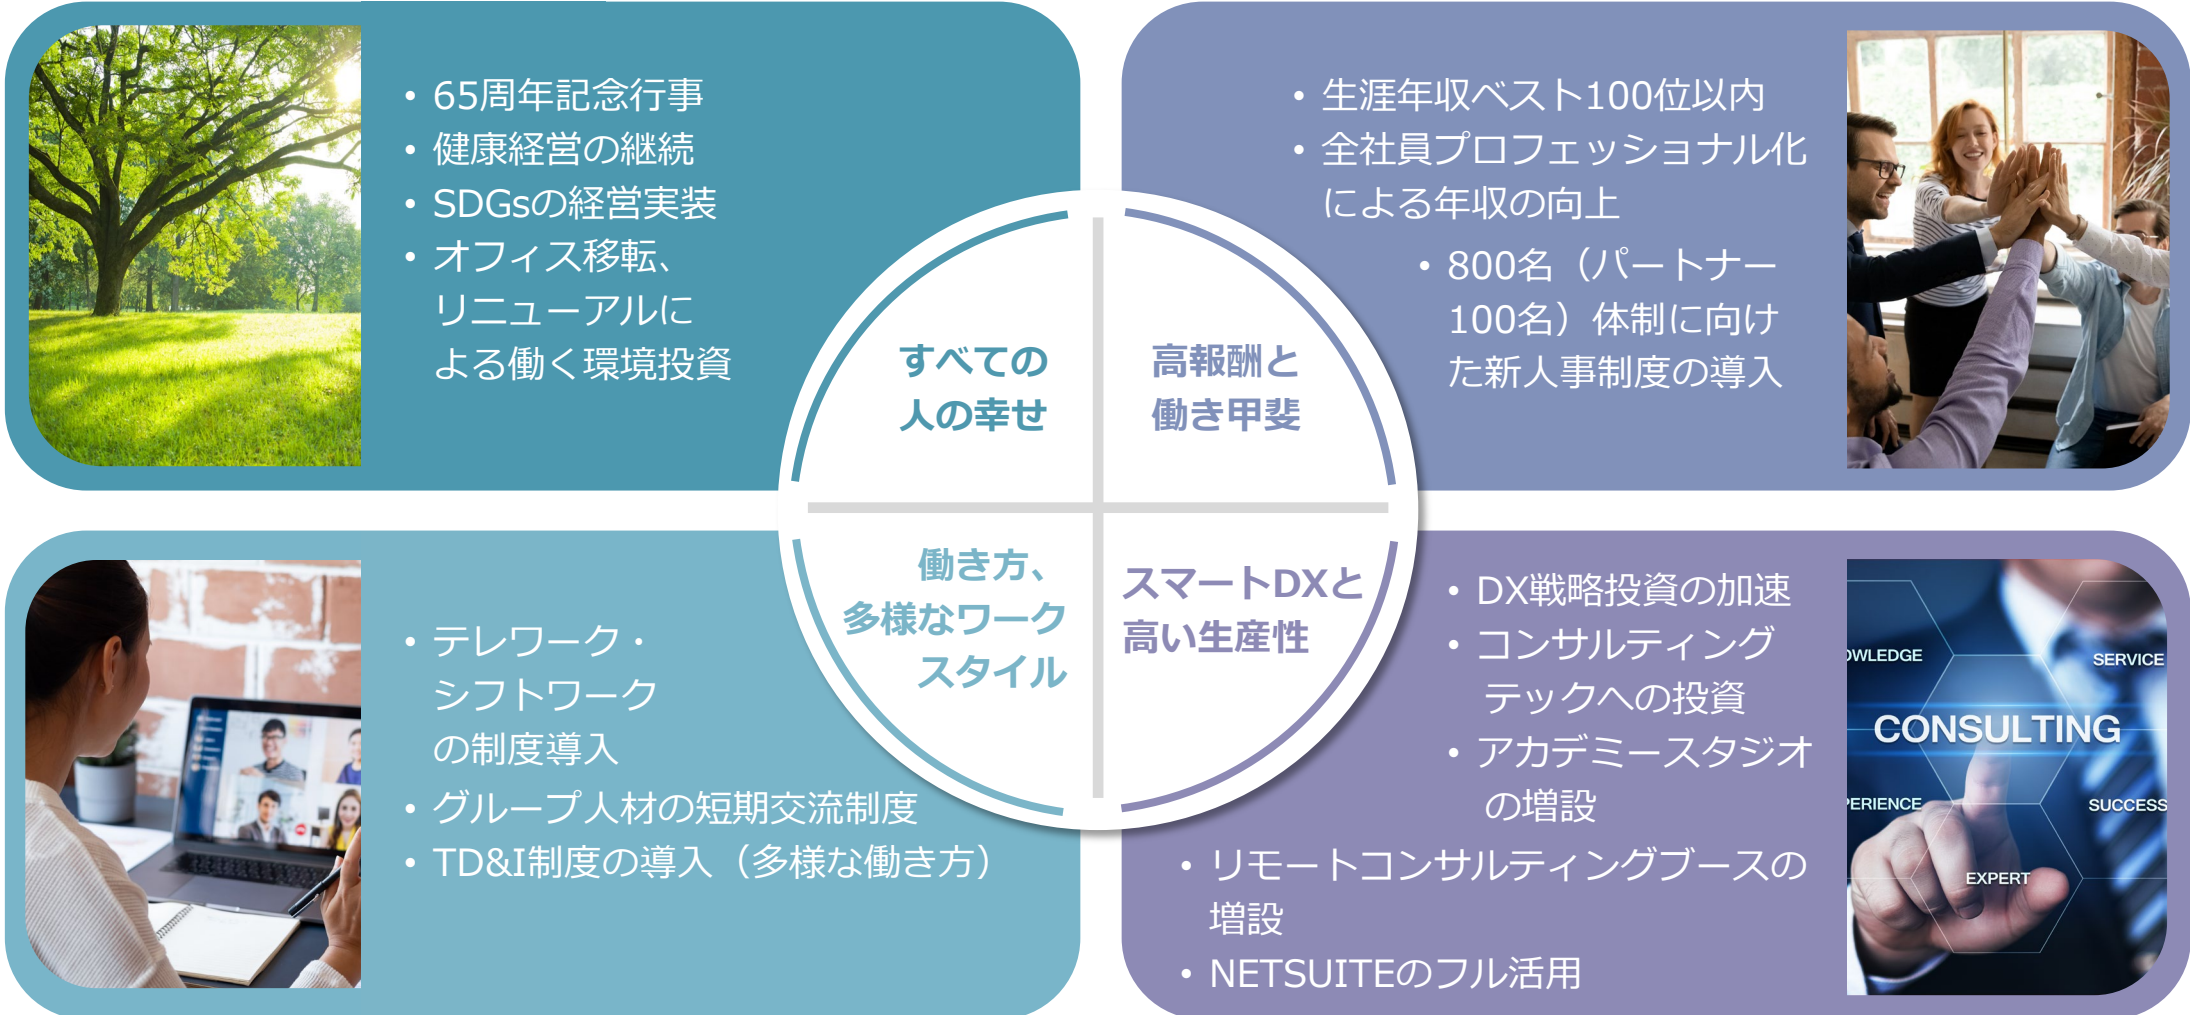 ・65周年記念行事
・健康経営の継続
・SDGsの経営実装
・オフィス移転、
リニューアルに
よる働く環境投資
すべての
人の幸せ
・生涯年収ベスト100位以内
・全社員プロフェッショナル化
による年収の向上
・800名（パートナー
100名）体制に向け
た新人事制度の導入
高報酬と
働き甲斐
働き方、
多様なワーク
スタイル
・テレワーク・
シフトワーク
の制度導入
・グループ人材の短期交流制度
・TD&I制度の導入（多様な働き方）
スマートDXと
高い生産性
・DX戦略投資の加速
・コンサルティング
テックへの投資
・アカデミースタジオ
の増設
・リモートコンサルティングブースの
増設
・NETSUITEのフル活用
OWLEDGE
SERVICE
CONSULTING
PERIENCE
SUCCESS
EXPERT